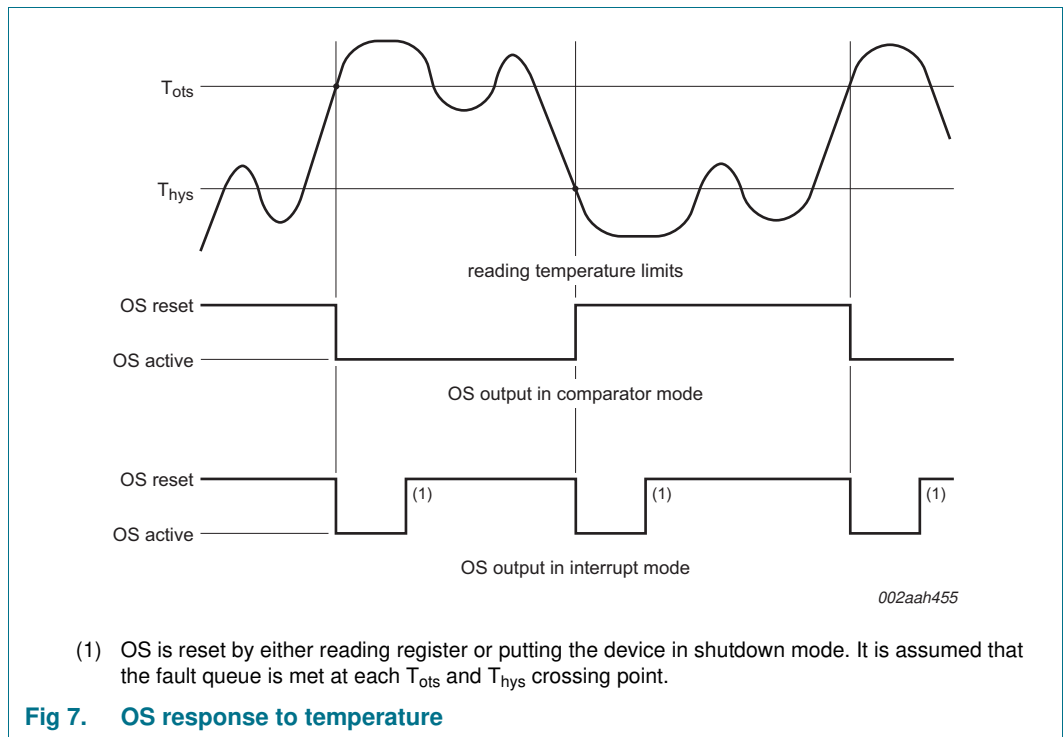 Tots
Thys
reading temperature limits
OS reset
OS active
OS output in comparator mode
OS reset
(1) (1) (1)
OS active
OS output in interrupt mode
002aah455
(1) OS is reset by either reading register or putting the device in shutdown mode. It is assumed that
the fault queue is met at each Tots and Thys crossing point.
Fig 7. OS response to temperature